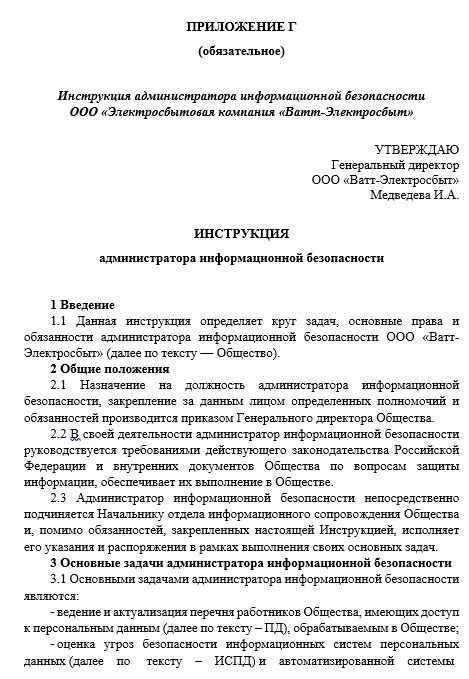 ПРИЛОЖЕНИЕ Г
(обязательное)
Инструкция администратора информационной безопасности
ООО «Электросбытовая компания «Ватт-Электросбыт»
УТВЕРЖДАЮ
Генеральный директор
ООО «Ватт-Электросбыт»
Медведева И.А.
ИНСТРУКЦИЯ
администратора информационной безопасности
1 Введение
1.1 Данная инструкция определяет круг задач, основные права и
обязанности администратора информационной безопасности ООО «Ватт-
Электросбыт» (далее по тексту — Общество).
2 Общие положения
2.1 Назначение на должность администратора информационной
безопасности, закрепление за данным лицом определенных полномочий и
обязанностей производится приказом Генерального директора Общества.
2.2 В своей деятельности администратор информационной безопасности
руководствуется требованиями действующего законодательства Российской
Федерации и внутренних документов Общества по вопросам защиты
информации, обеспечивает их выполнение в Обществе.
2.3 Администратор информационной безопасности непосредственно
подчиняется Начальнику отдела информационного сопровождения Общества
и, помимо обязанностей, закрепленных настоящей Инструкцией, исполняет
его указания и распоряжения в рамках выполнения своих основных задач.
3 Основные задачи администратора информационной безопасности
3.1 Основными задачами администратора информационной безопасности
являются:
- ведение и актуализация перечня работников Общества, имеющих доступ
к персональным данным (далее по тексту – ПД), обрабатываемым в Обществе;
- оценка угроз безопасности информационных систем персональных
данных (далее по тексту – ИСПД) и автоматизированной системы